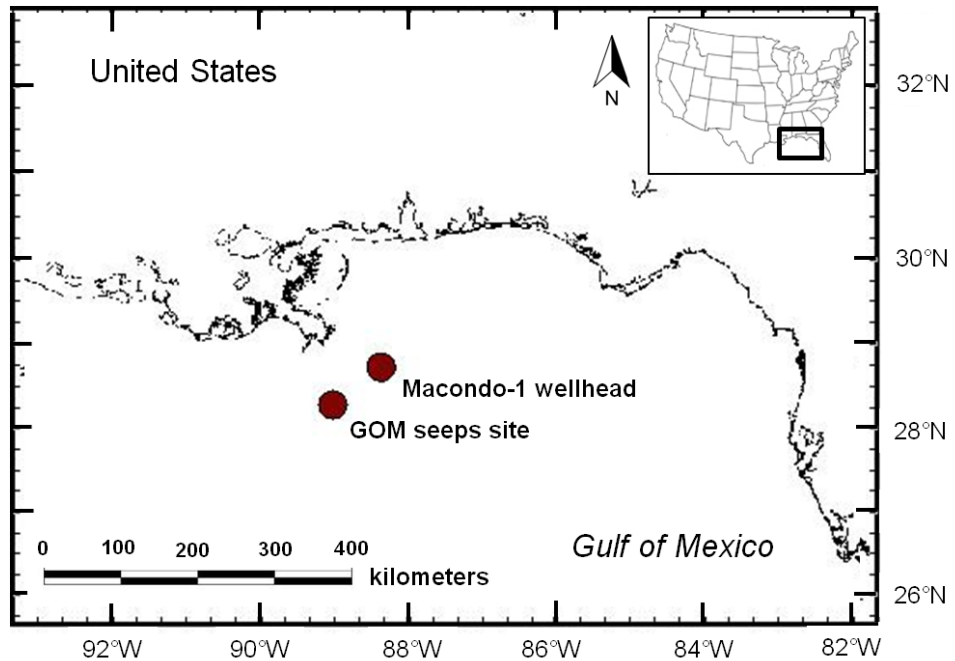 United States
N
32°N
30°N
Macondo-1 wellhead
GOM seeps site
28°N
0 100 200 300 400
Gulf of Mexico
kilometers
26°N
92°W 90°W 88°W 86°W 84°W 82°W